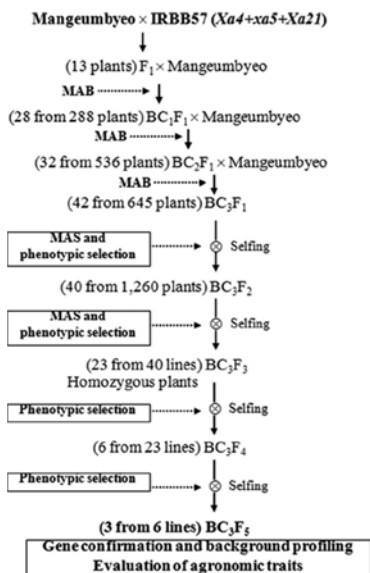 Mangeumbyeo × IRBB57 (Xa4+xa5+Xa21)
(13 plants) F₁ × Mangeumbyeo
MAB
(28 from 288 plants) BC₁F₁ × Mangeumbyeo
MAB
(32 from 536 plants) BC₂F₁ × Mangeumbyeo
MAB
(42 from 645 plants) BC₃F₁
MAS and
phenotypic selection
⊗ Selfing
(40 from 1,260 plants) BC₃F₂
MAS and
phenotypic selection
⊗ Selfing
(23 from 40 lines) BC₃F₃
Homozygous plants
Phenotypic selection
⊗ Selfing
(6 from 23 lines) BC₃F₄
Phenotypic selection
⊗ Selfing
(3 from 6 lines) BC₃F₅
Gene confirmation and background profiling
Evaluation of agronomic traits